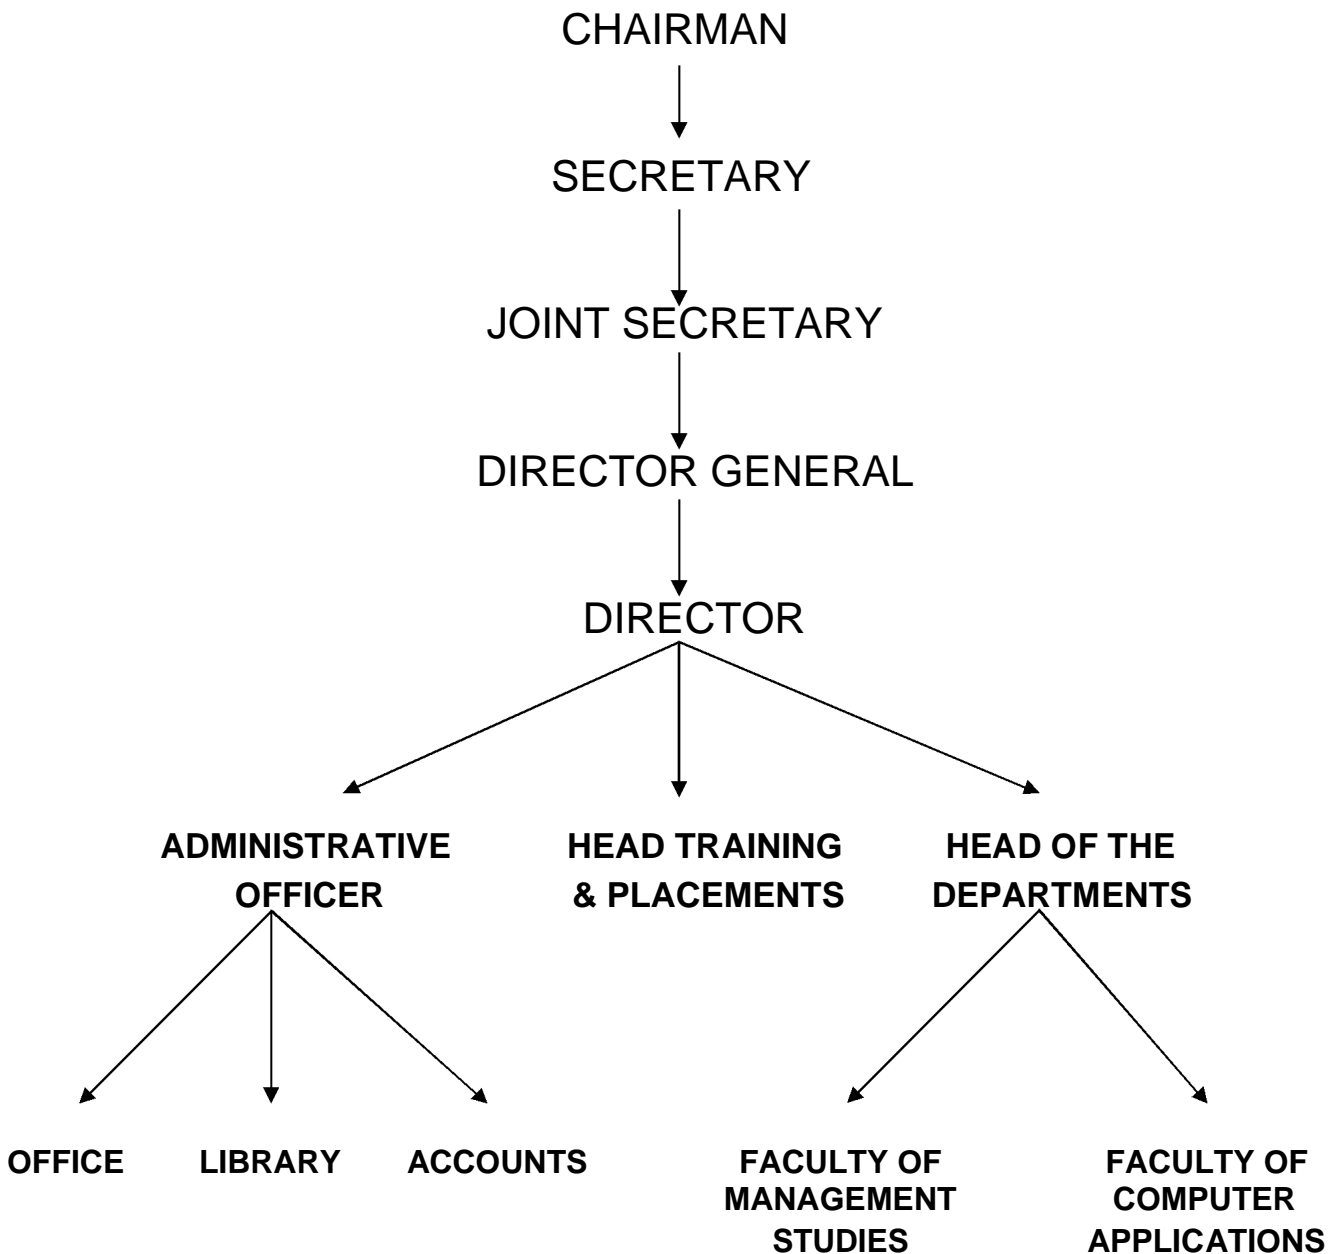 CHAIRMAN
SECRETARY
JOINT SECRETARY
DIRECTOR GENERAL
DIRECTOR
ADMINISTRATIVE
OFFICER
HEAD TRAINING
& PLACEMENTS
HEAD OF THE
DEPARTMENTS
OFFICE
LIBRARY
ACCOUNTS
FACULTY OF
MANAGEMENT
STUDIES
FACULTY OF
COMPUTER
APPLICATIONS